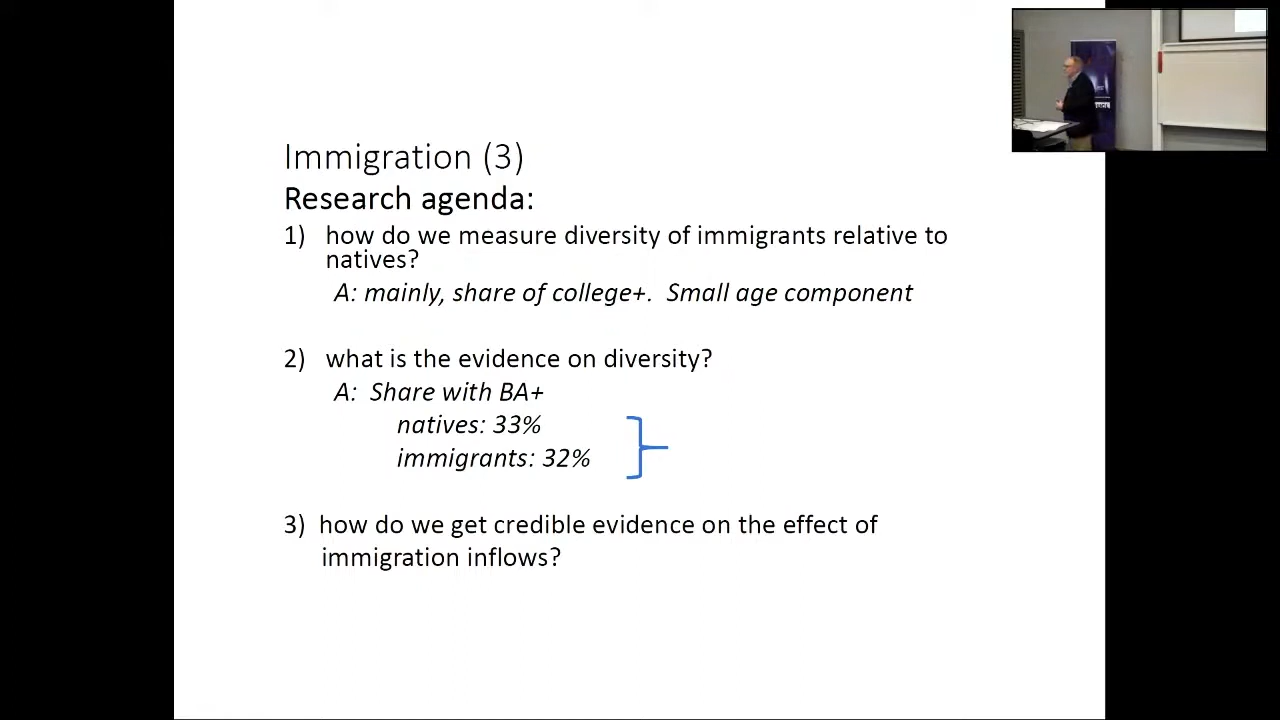 Immigration (3)
Research agenda:
1) how do we measure diversity of immigrants relative to
natives?
A: mainly, share of college+. Small age component
2) what is the evidence on diversity?
A: Share with BA+
natives: 33%
immigrants: 32%
3) how do we get credible evidence on the effect of
immigration inflows?